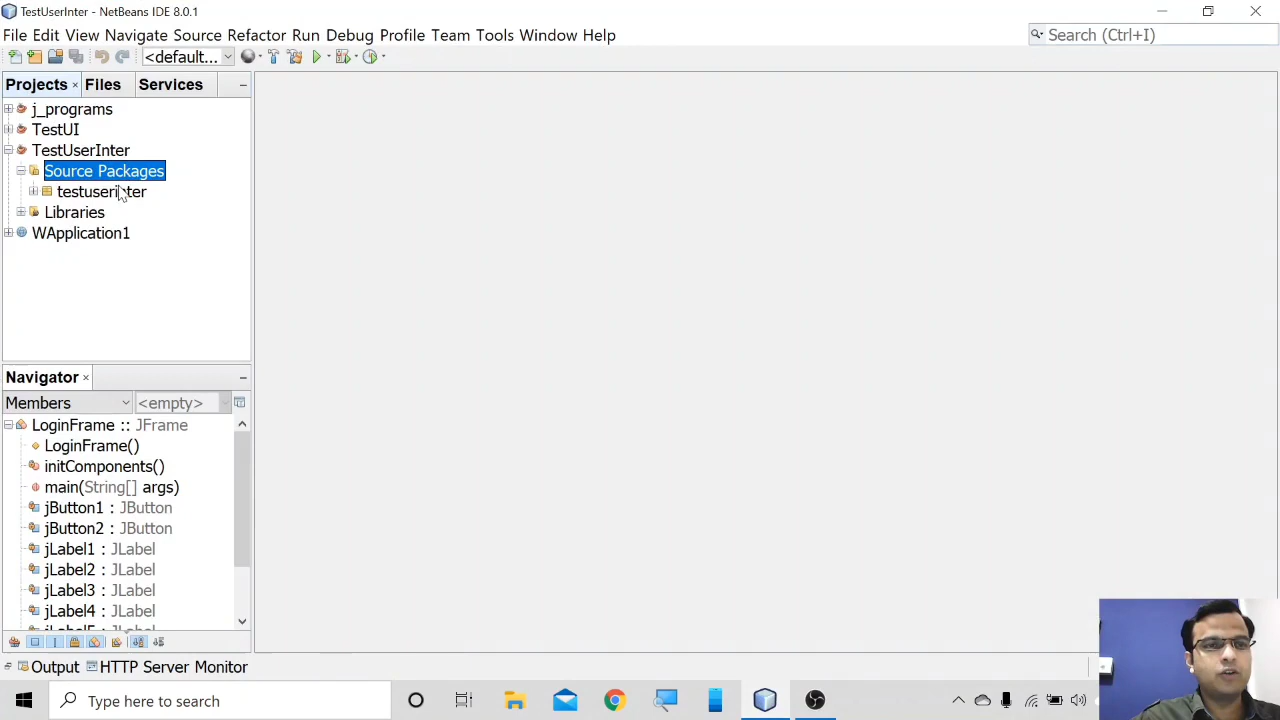 TestUserInter - NetBeans IDE 8.0.1
File Edit View Navigate Source Refactor Run Debug Profile Team Tools Window Help
Search (Ctrl+I)
<default...
Projects Files Services
j_programs
TestUI
TestUserInter
Source Packages
testuserinter
Libraries
WApplication1
Navigator
Members <empty>
LoginFrame :: JFrame
LoginFrame()
initComponents()
main(String[] args)
jButton1 : JButton
jButton2 : JButton
jLabel1 : JLabel
jLabel2 : JLabel
jLabel3 : JLabel
jLabel4 : JLabel
jLabel5 : JLabel
Output HTTP Server Monitor
Type here to search